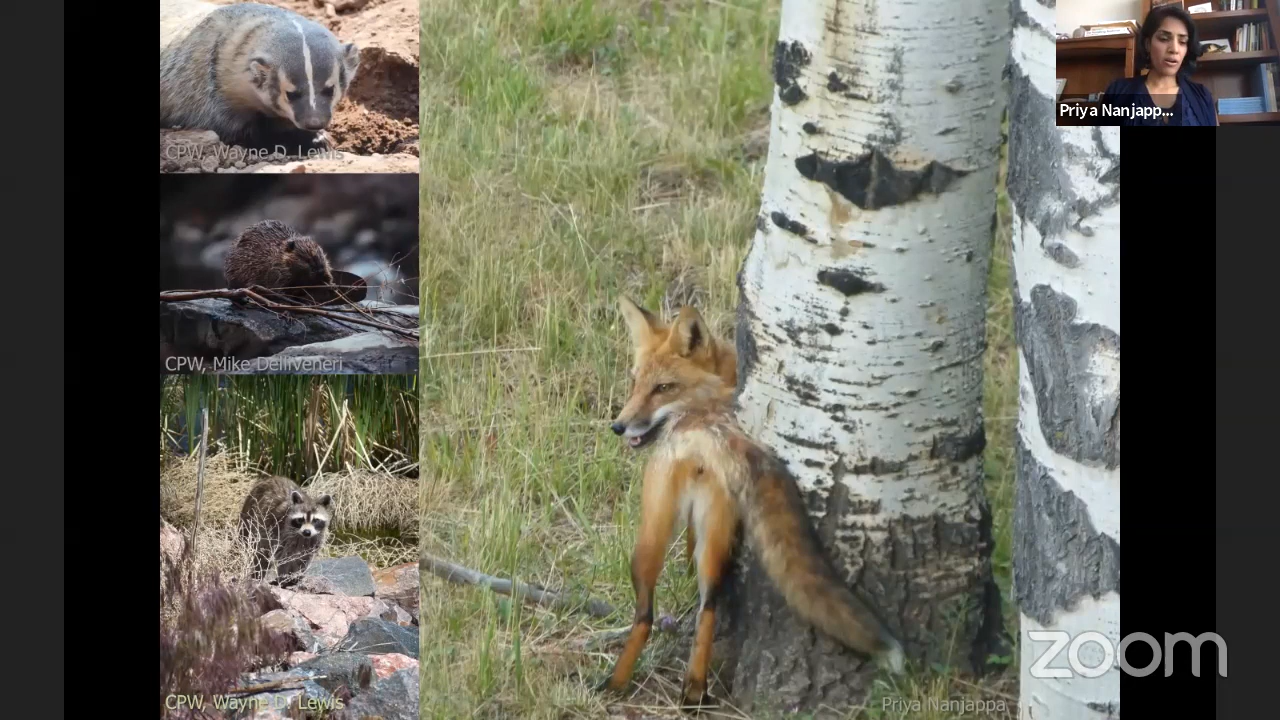 CPW, Wayne D. Lewis
CPW, Mike Delliveneri
CPW, Wayne D. Lewis
Priya Nanjappa
Priya Nanjapp...
zoom